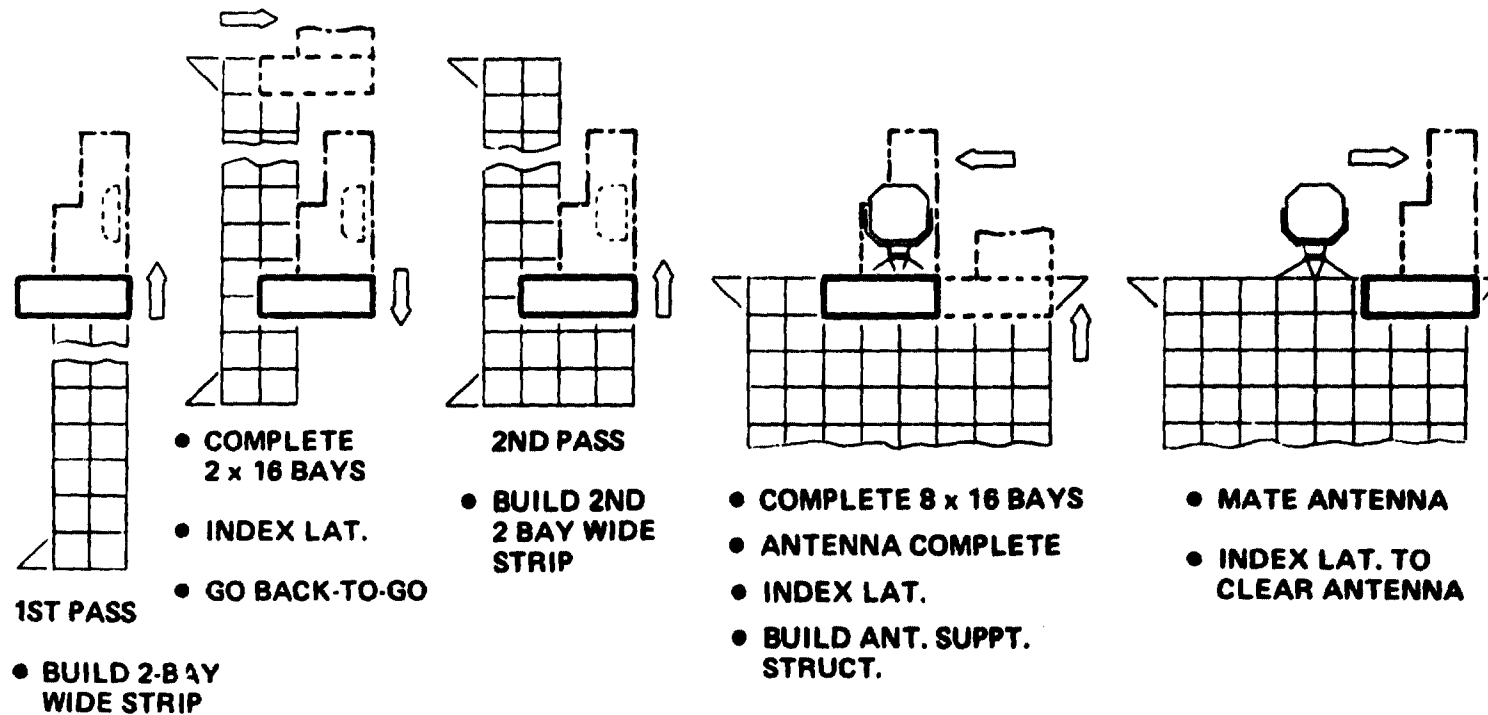 1ST PASS
● BUILD 2-BAY
WIDE STRIP
● COMPLETE
2 x 16 BAYS
● INDEX LAT.
● GO BACK-TO-GO
2ND PASS
● BUILD 2ND
2 BAY WIDE
STRIP
● COMPLETE 8 x 16 BAYS
● ANTENNA COMPLETE
● INDEX LAT.
● BUILD ANT. SUPPT.
STRUCT.
● MATE ANTENNA
● INDEX LAT. TO
CLEAR ANTENNA